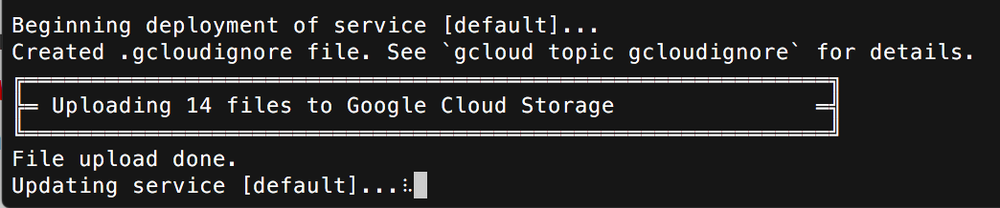 Beginning deployment of service [default]...
Created .gcloudignore file. See `gcloud topic gcloudignore` for details.
Uploading 14 files to Google Cloud Storage
File upload done.
Updating service [default]...⠧